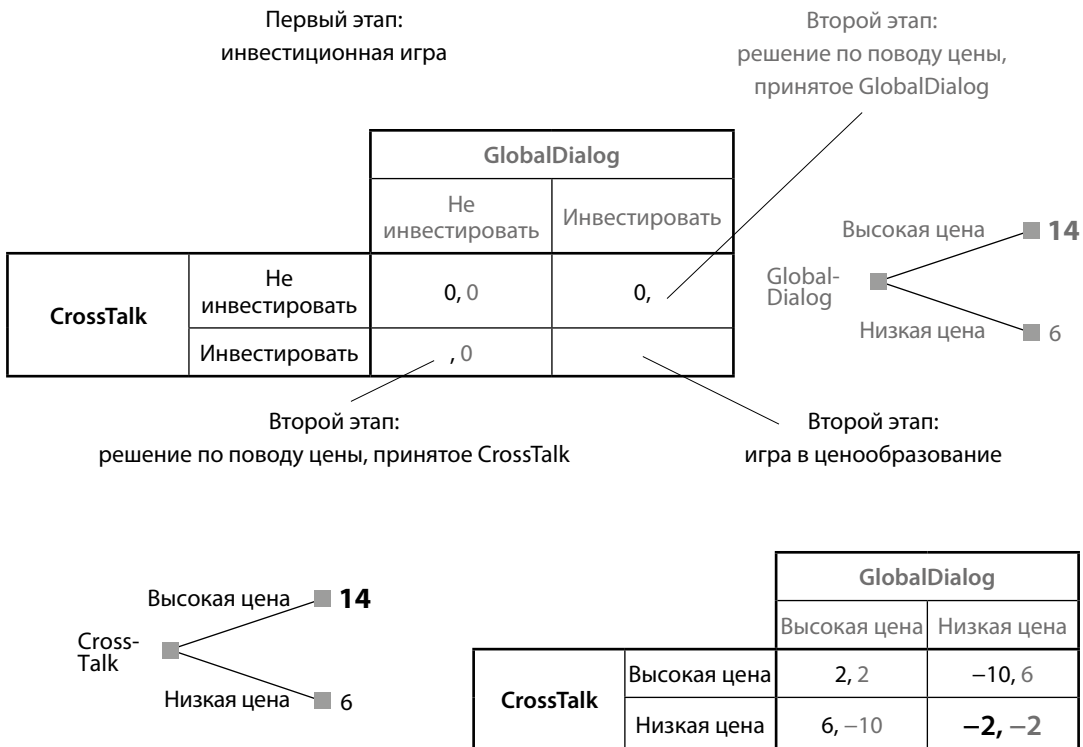 Первый этап:
инвестиционная игра
Второй этап:
решение по поводу цены,
принятое GlobalDialog
GlobalDialog
Не
инвестировать
Инвестировать
CrossTalk
Не
инвестировать
0, 0
0,
Инвестировать
, 0
Высокая цена
14
Global-
Dialog
Низкая цена
6
Второй этап:
решение по поводу цены, принятое CrossTalk
Второй этап:
игра в ценообразование
Высокая цена
14
Cross-
Talk
Низкая цена
6
GlobalDialog
Высокая цена
Низкая цена
CrossTalk
Высокая цена
2, 2
−10, 6
Низкая цена
6, −10
−2, −2